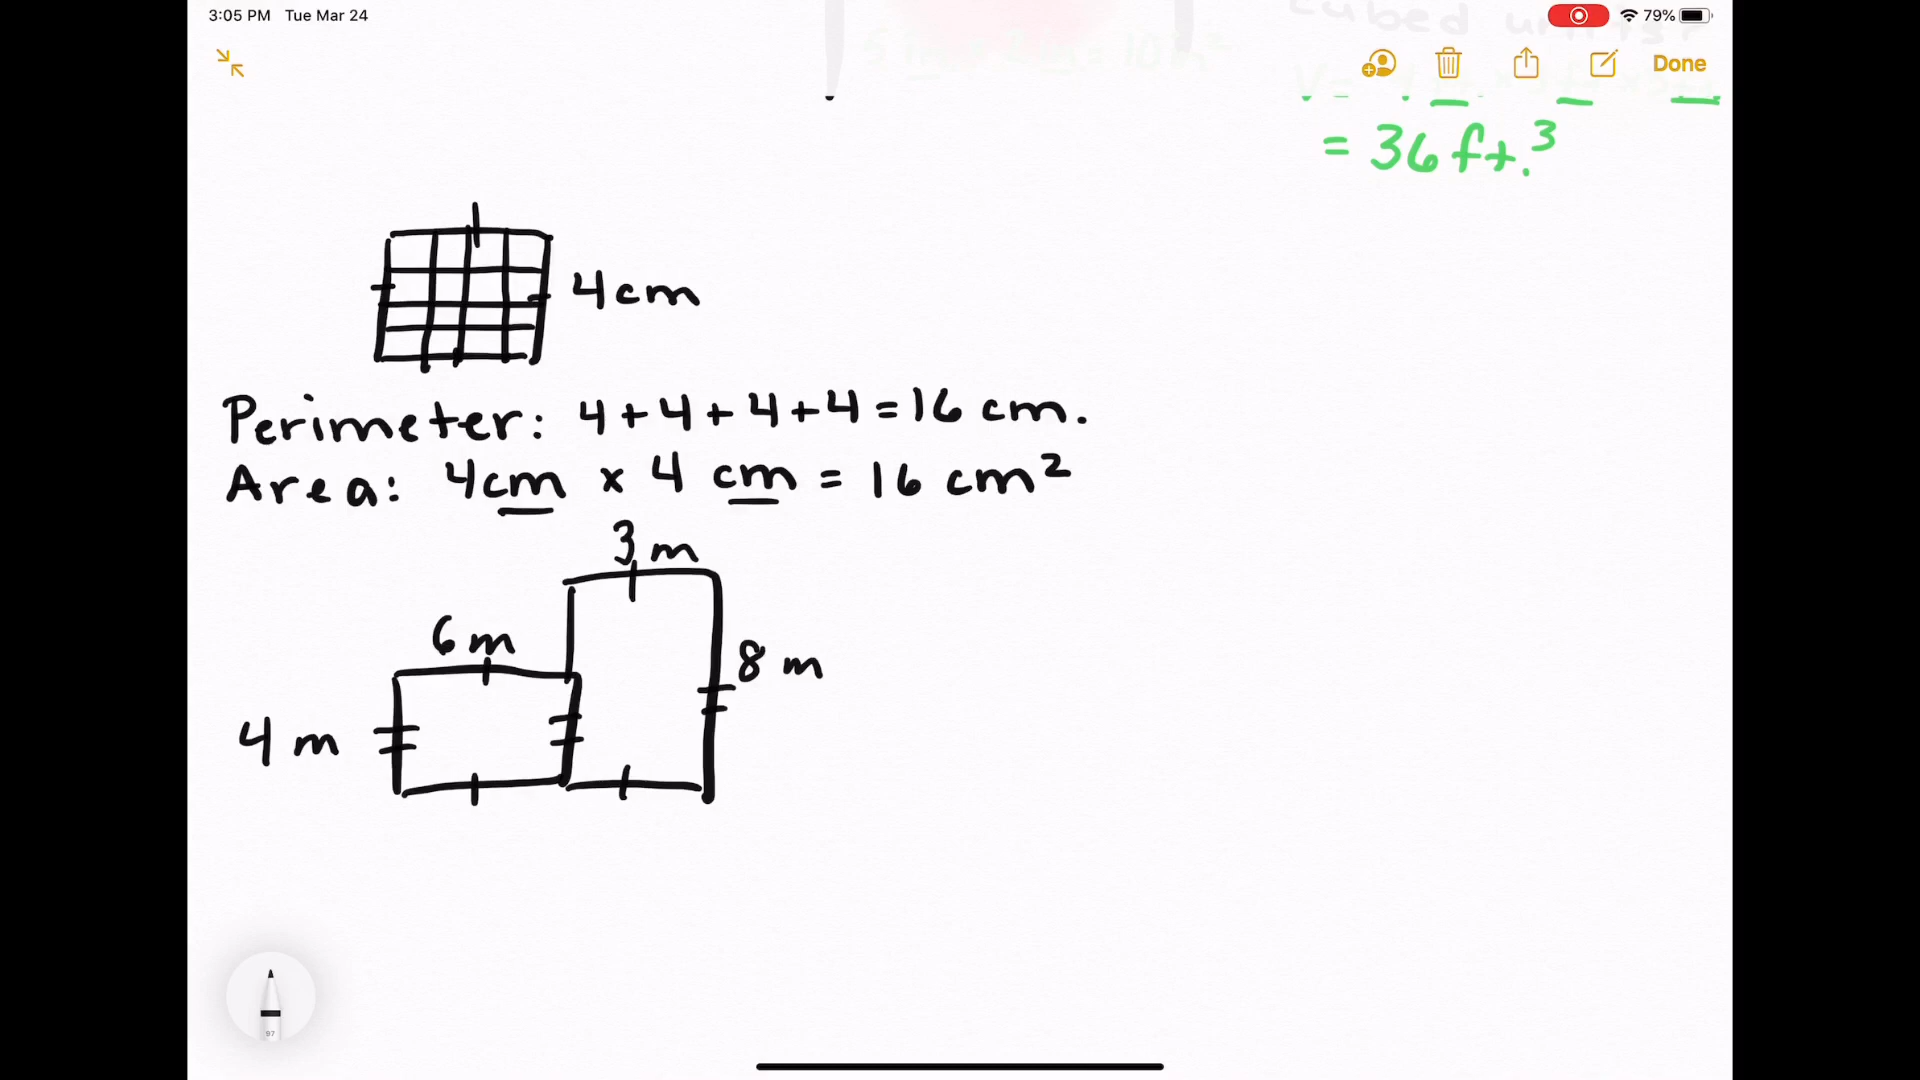 3:05 PM Tue Mar 24
79%
Done
= 36 ft.³
4cm
Perimeter: 4+4+4+4=16 cm.
Area: 4cm x 4 cm = 16 cm²
3 m
6 m
8 m
4 m
97